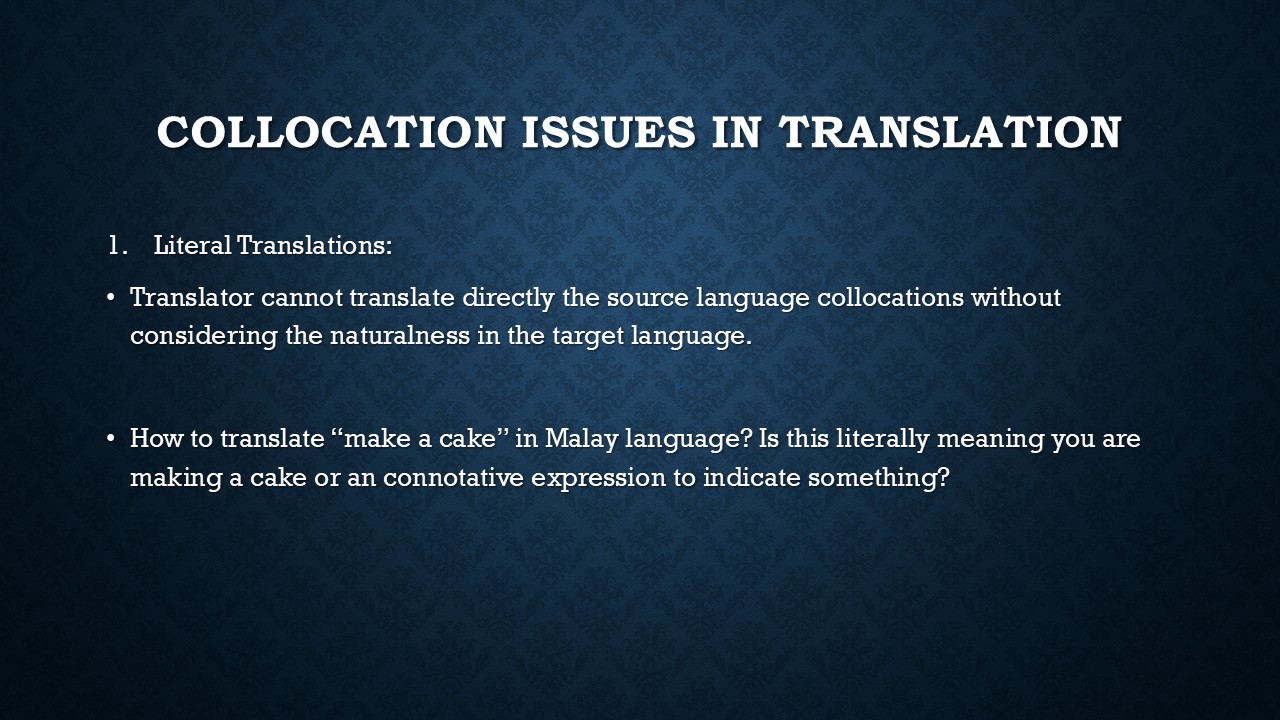 COLLOCATION ISSUES IN TRANSLATION
1. Literal Translations:
• Translator cannot translate directly the source language collocations without
considering the naturalness in the target language.
• How to translate “make a cake” in Malay language? Is this literally meaning you are
making a cake or an connotative expression to indicate something?